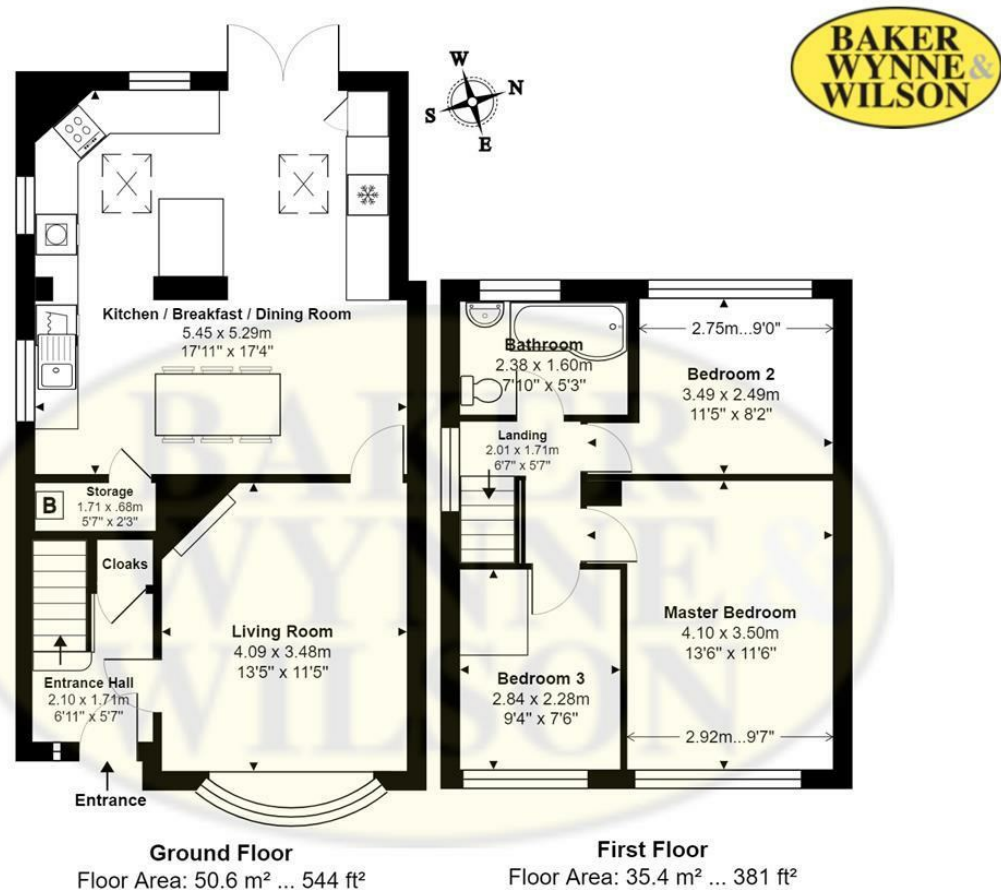 BAKER
WYNNE &
WILSON
W
N
S
E
Kitchen / Breakfast / Dining Room
5.45 x 5.29m
17'11" x 17'4"
B
Storage
1.71 x .68m
5'7" x 2'3"
Cloaks
Living Room
4.09 x 3.48m
13'5" x 11'5"
Entrance Hall
2.10 x 1.71m
6'11" x 5'7"
Entrance
Ground Floor
Floor Area: 50.6 m² ... 544 ft²
Bathroom
2.38 x 1.60m
7'10" x 5'3"
2.75m...9'0"
Bedroom 2
3.49 x 2.49m
11'5" x 8'2"
Landing
2.01 x 1.71m
6'7" x 5'7"
Master Bedroom
4.10 x 3.50m
13'6" x 11'6"
Bedroom 3
2.84 x 2.28m
9'4" x 7'6"
2.92m...9'7"
First Floor
Floor Area: 35.4 m² ... 381 ft²
BAKER
WYNNE &
WILSON